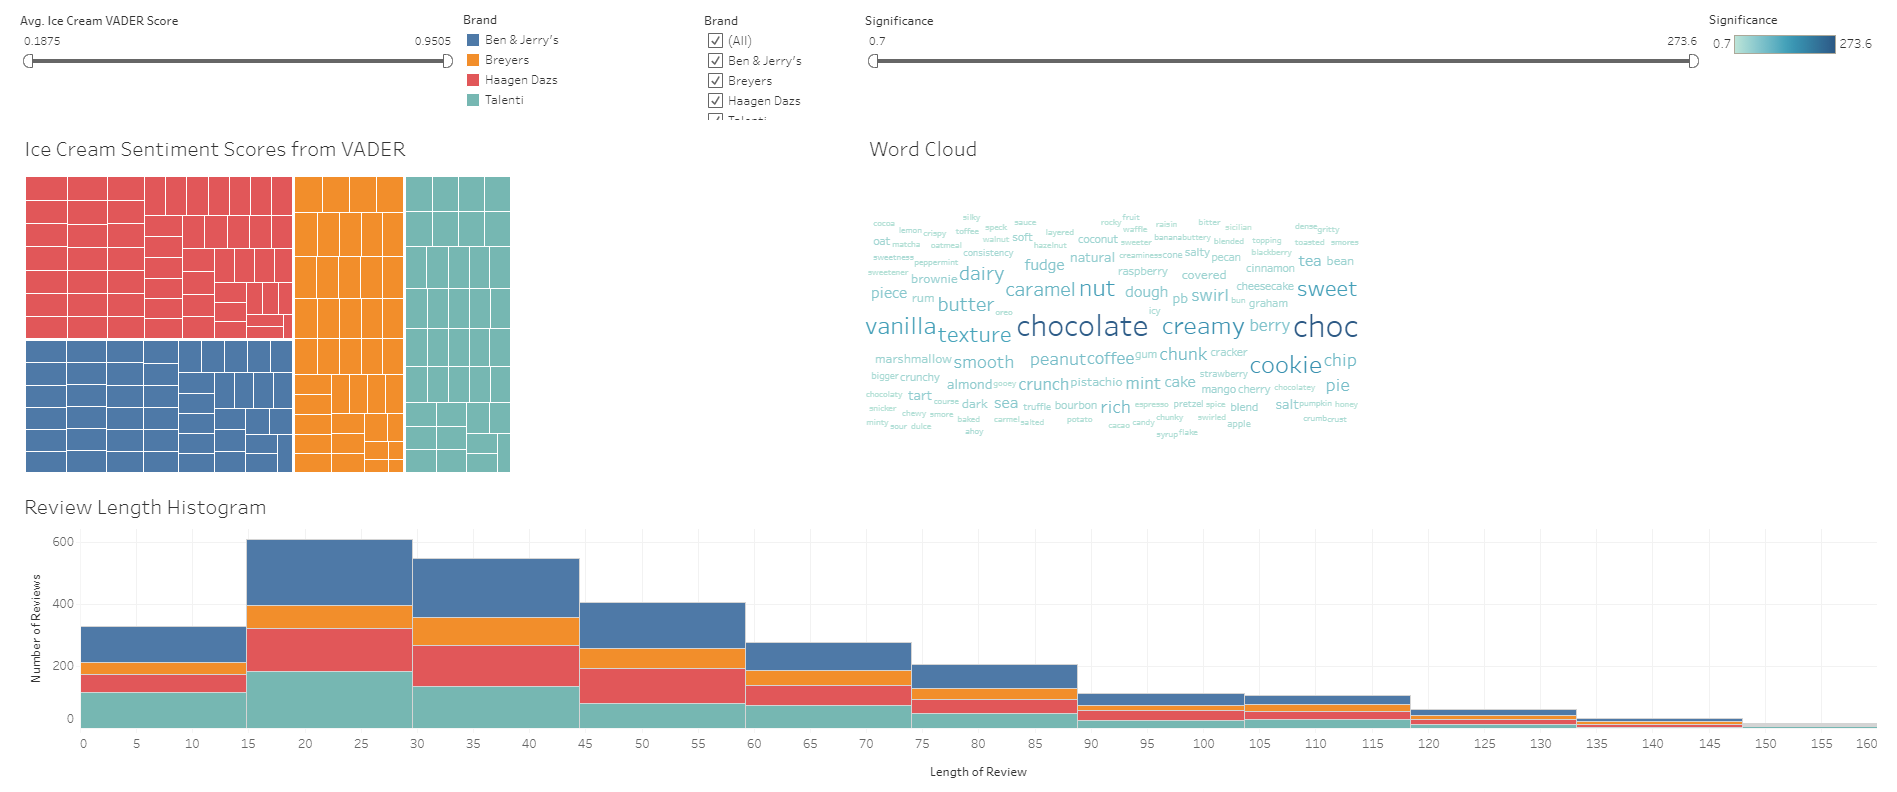 Avg. Ice Cream VADER Score
0.1875 0.9505
Brand
Ben & Jerry's
Breyers
Haagen Dazs
Talenti
Brand
(All)
Ben & Jerry's
Breyers
Haagen Dazs
Talenti
Significance
0.7 273.6
Significance
0.7 273.6
Ice Cream Sentiment Scores from VADER
Word Cloud
silky fruit
cocoa sauce rocky raisin bitter dense
lemon crispy toffee speck layered waffle sicilian gritty
oat matcha oatmeal walnut soft hazelnut coconut sweeter banana buttery blended topping toasted smores
sweetness peppermint consistency natural creaminess cone salty pecan blackberry
sweetener brownie dairy fudge raspberry covered cinnamon tea bean
piece rum butter caramel nut dough pb swirl cheesecake bun graham sweet
oreo icy
vanilla texture chocolate creamy berry choc
marshmallow smooth peanut coffee gum chunk cracker cookie chip
bigger crunchy almond gooey crunch pistachio mint cake strawberry mango cherry chocolatey pie
chocolaty tart course dark sea truffle bourbon rich espresso pretzel spice blend salt pumpkin honey
snicker chewy smore baked carmel salted potato cacao candy chunky swirled apple crumb crust
minty sour dulce ahoy syrup flake
Review Length Histogram
Number of Reviews
600
400
200
0
0 5 10 15 20 25 30 35 40 45 50 55 60 65 70 75 80 85 90 95 100 105 110 115 120 125 130 135 140 145 150 155 160
Length of Review